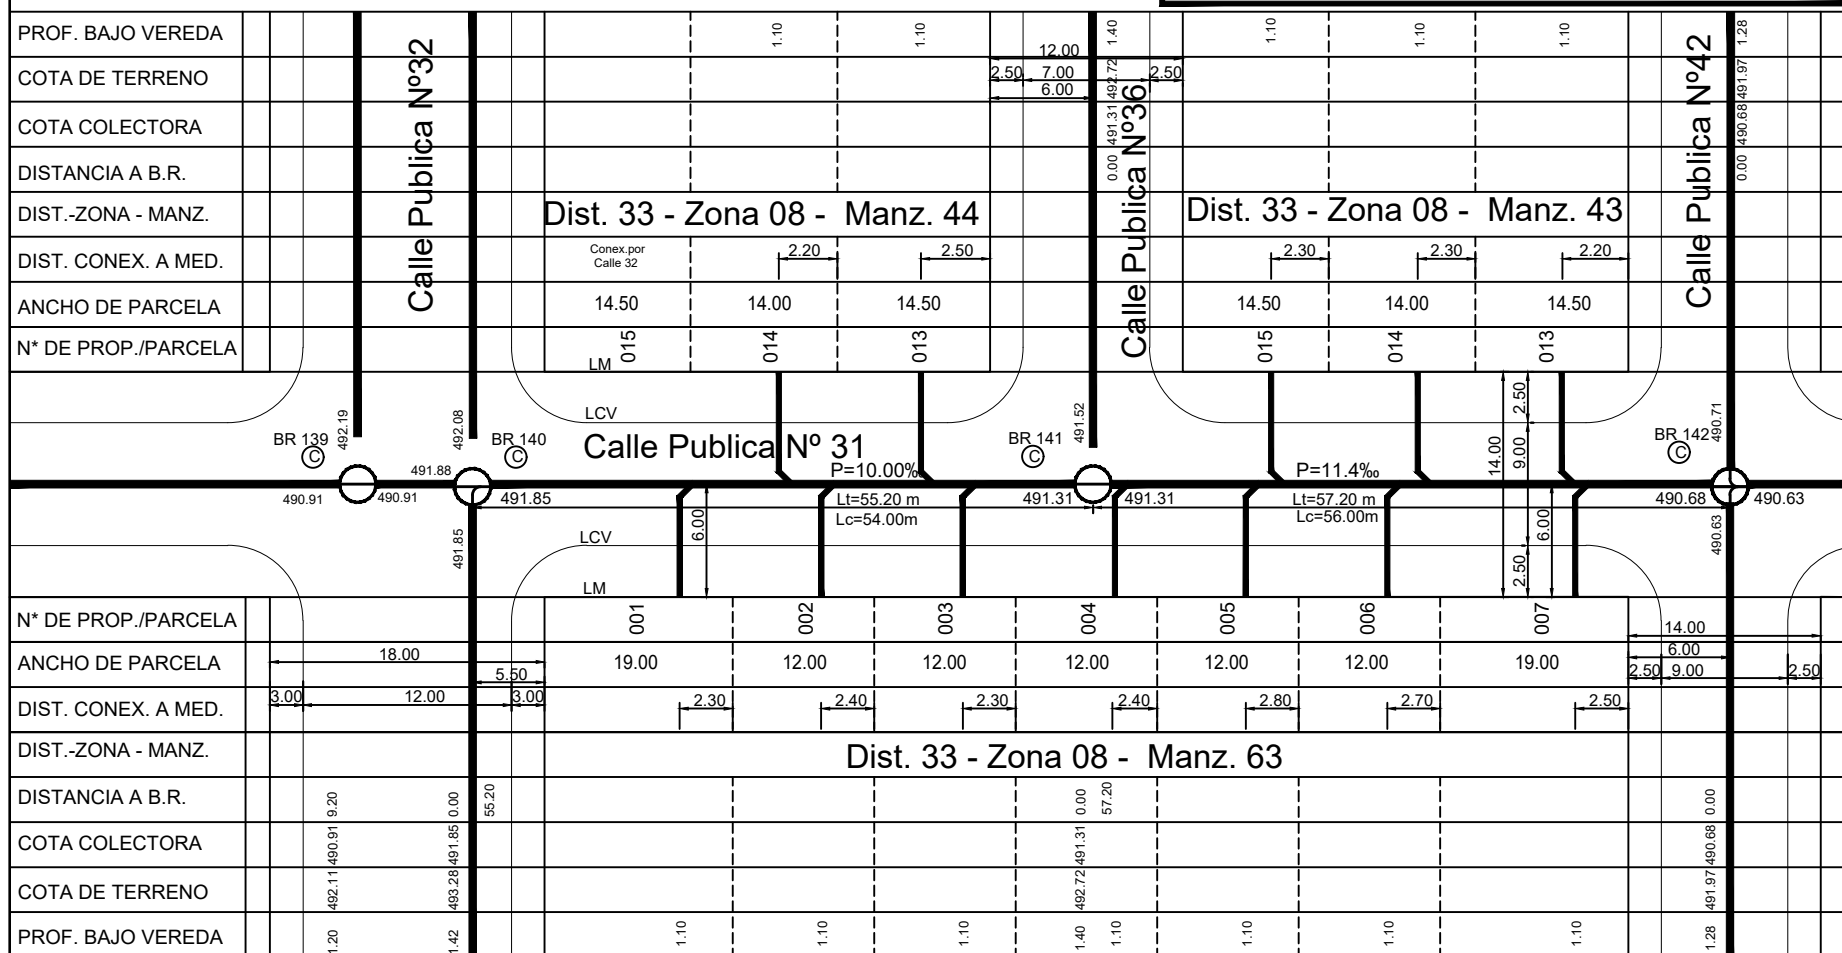 PROF. BAJO VEREDA 1.10 1.10 1.40 1.10 1.10 1.10 1.28
12.00
COTA DE TERRENO 2.50 7.00 492.72 2.50 491.97
6.00
COTA COLECTORA 491.31 490.68
DISTANCIA A B.R. 0.00 0.00
Calle Publica Nº32
Calle Publica Nº36
Calle Publica Nº42
DIST.-ZONA - MANZ. Dist. 33 - Zona 08 - Manz. 44 Dist. 33 - Zona 08 - Manz. 43
DIST. CONEX. A MED. Conex.por 2.20 2.50 2.30 2.30 2.20
Calle 32
ANCHO DE PARCELA 14.50 14.00 14.50 14.50 14.00 14.50
N* DE PROP./PARCELA 015 014 013 015 014 013
LM
LCV
492.19 492.08 491.52 2.50 490.71
BR 139 BR 140 BR 141 BR 142
C C C C
Calle Publica Nº 31
14.00 9.00
491.88 P=10.00‰ P=11.4‰
490.91 490.91 491.85 Lt=55.20 m 491.31 491.31 Lt=57.20 m 490.68 490.63
Lc=54.00m Lc=56.00m
6.00 6.00
LCV
491.85 490.63
2.50
LM
N* DE PROP./PARCELA 001 002 003 004 005 006 007
14.00
ANCHO DE PARCELA 18.00 19.00 12.00 12.00 12.00 12.00 12.00 19.00 6.00
5.50 2.50 9.00 2.50
3.00 12.00 3.00
DIST. CONEX. A MED. 2.30 2.40 2.30 2.40 2.80 2.70 2.50
DIST.-ZONA - MANZ. Dist. 33 - Zona 08 - Manz. 63
DISTANCIA A B.R. 9.20 0.00 55.20 0.00 57.20 0.00
COTA COLECTORA 490.91 491.85 491.31 490.68
COTA DE TERRENO 492.11 493.28 492.72 491.97
PROF. BAJO VEREDA 1.20 1.42 1.10 1.10 1.10 1.40 1.10 1.10 1.10 1.10 1.28